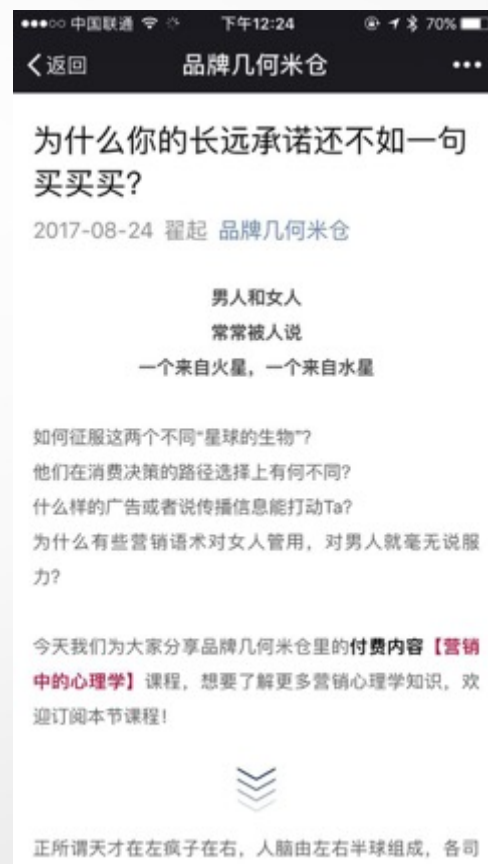 中国联通 下午12:24 70%
返回 品牌几何米仓
为什么你的长远承诺还不如一句
买买买?
2017-08-24 翟起 品牌几何米仓
男人和女人
常常被人说
一个来自火星，一个来自水星
如何征服这两个不同“星球的生物”?
他们在消费决策的路径选择上有何不同?
什么样的广告或者说传播信息能打动Ta?
为什么有些营销语术对女人管用，对男人就毫无说服
力?
今天我们为大家分享品牌几何米仓里的付费内容【营销
中的心理学】课程，想要了解更多营销心理学知识，欢
迎订阅本节课程!
正所谓天才在左疯子在右，人脑由左右半球组成，各司